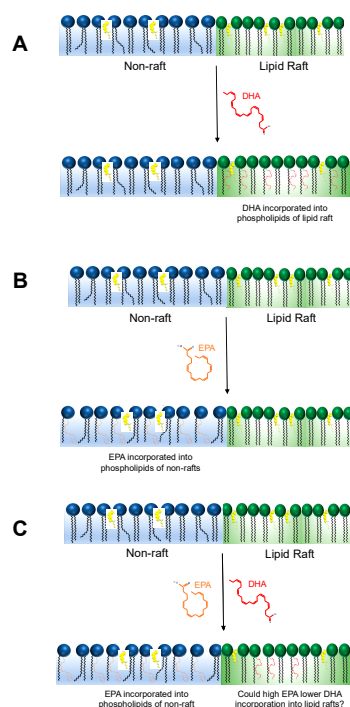 A
Non-raft
Lipid Raft
DHA
DHA incorporated into
phospholipids of lipid raft
B
Non-raft
Lipid Raft
EPA
EPA incorporated into
phospholipids of non-rafts
C
Non-raft
Lipid Raft
EPA
DHA
EPA incorporated into
phospholipids of non-raft
Could high EPA lower DHA
incorporation into lipid rafts?